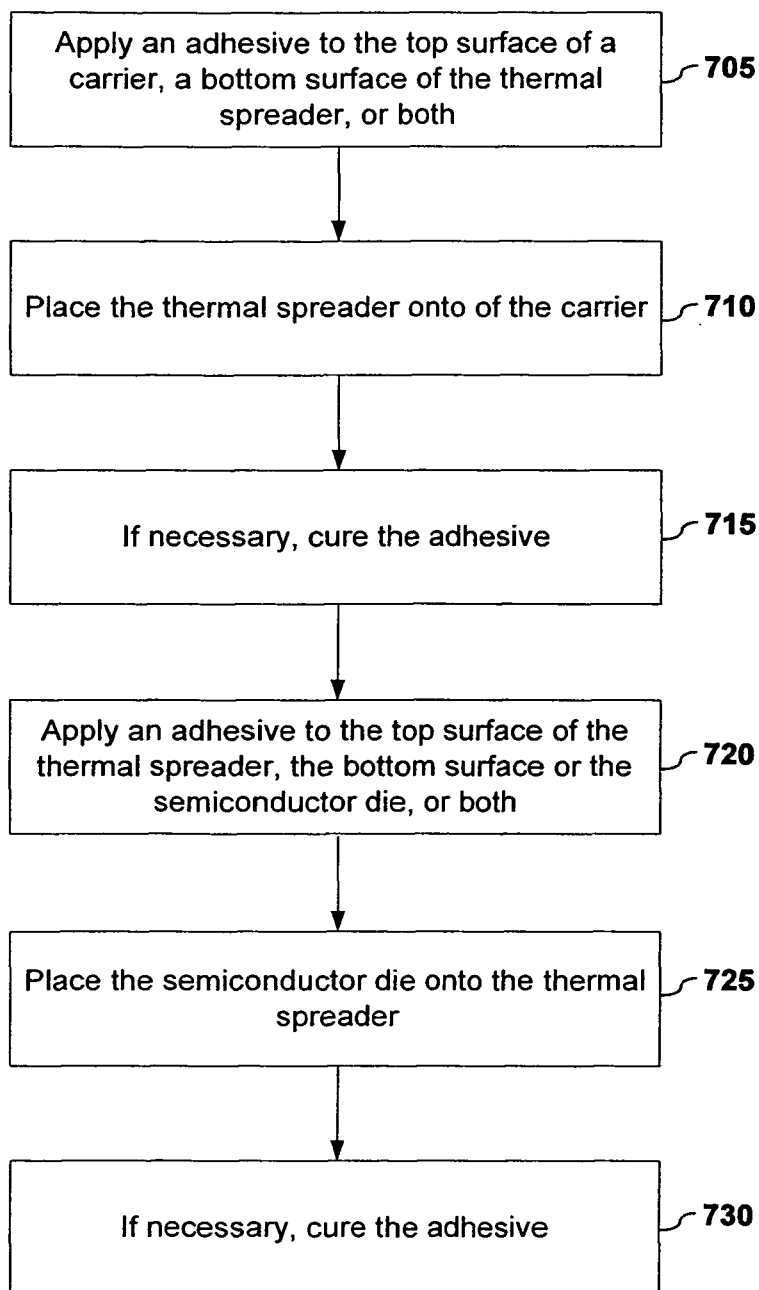 Apply an adhesive to the top surface of a
carrier, a bottom surface of the thermal
spreader, or both
705
Place the thermal spreader onto of the carrier
710
If necessary, cure the adhesive
715
Apply an adhesive to the top surface of the
thermal spreader, the bottom surface or the
semiconductor die, or both
720
Place the semiconductor die onto the thermal
spreader
725
If necessary, cure the adhesive
730